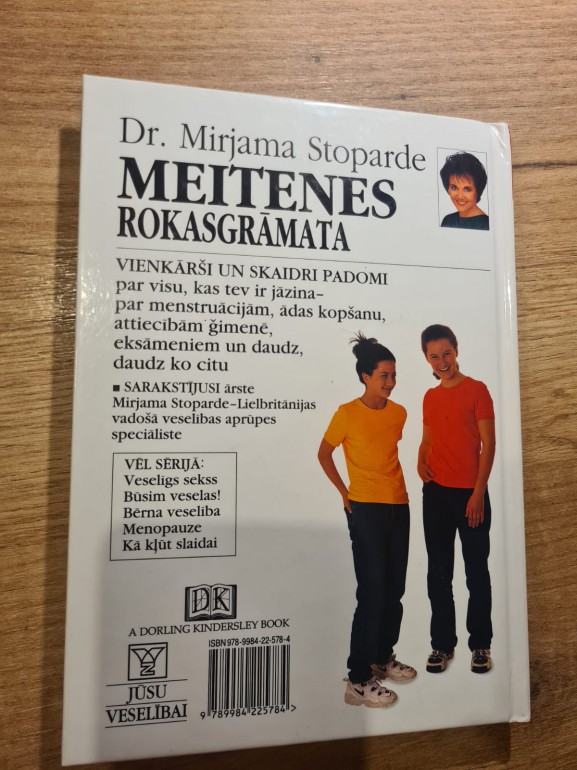 Dr. Mirjama Stoparde
MEITENES
ROKASGRĀMATA
VIENKĀRŠI UN SKAIDRI PADOMI
par visu, kas tev ir jāzina–
par menstruācijām, ādas kopšanu,
attiecībām ģimenē,
eksāmeniem un daudz,
daudz ko citu
■ SARAKSTĪJUSI ārste
Mirjama Stoparde–Lielbritānijas
vadošā veselības aprūpes
speciāliste
VĒL SĒRIJĀ:
Veselīgs sekss
Būsim veselas!
Bērna veselība
Menopauze
Kā kļūt slaidai
DK
A DORLING KINDERSLEY BOOK
ISBN 978-9984-22-578-4
9 789984 225784 >
JŪSU
VESELĪBAI